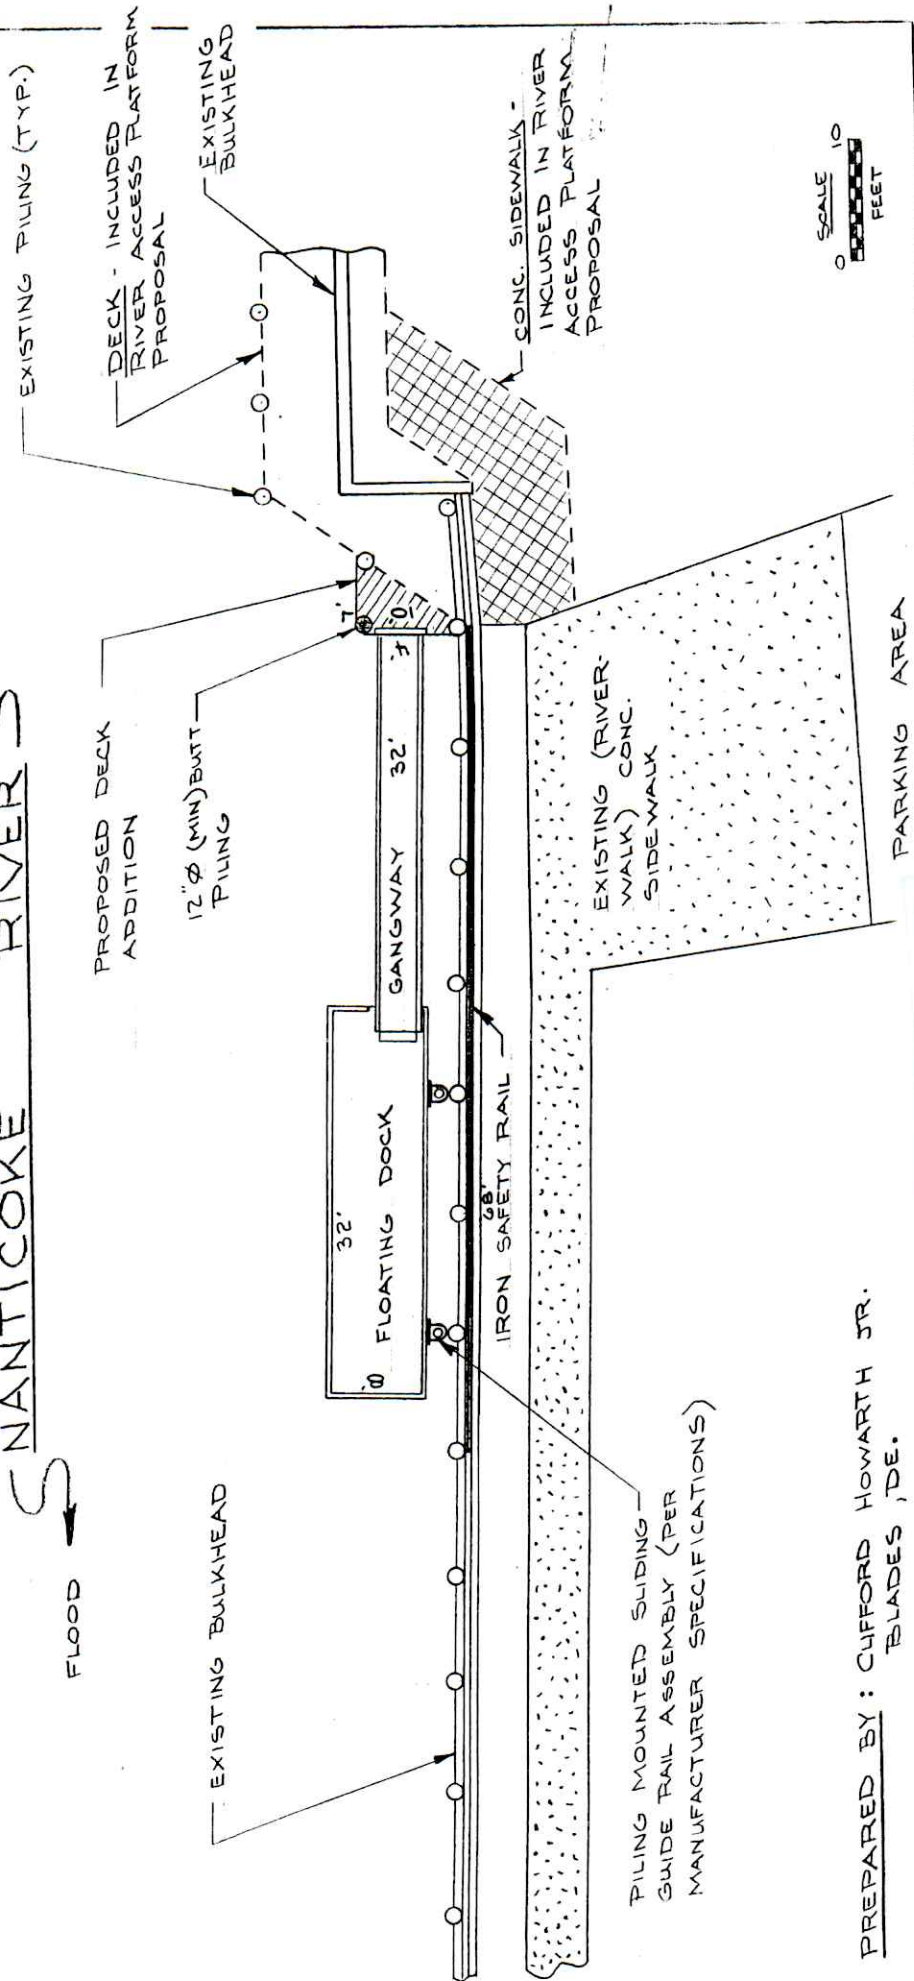 NANTICOKE RIVER
FLOOD
EXISTING PILING (TYP.)
DECK - INCLUDED IN
RIVER ACCESS PLATFORM
PROPOSAL
EXISTING
BULKHEAD
PROPOSED DECK
ADDITION
12"Ø (MIN) BUTT
PILING
7'
10'
4'
CONC. SIDEWALK -
INCLUDED IN RIVER
ACCESS PLATFORM
PROPOSAL
EXISTING BULKHEAD
32'
8'
FLOATING DOCK
GANGWAY 32'
68'
IRON SAFETY RAIL
EXISTING (RIVER-
WALK) CONC.
SIDEWALK
PILING MOUNTED SLIDING
GUIDE RAIL ASSEMBLY (PER
MANUFACTURER SPECIFICATIONS)
PARKING AREA
SCALE
0 10
FEET
PREPARED BY: CLIFFORD HOWARTH JR.
BLADES, DE.